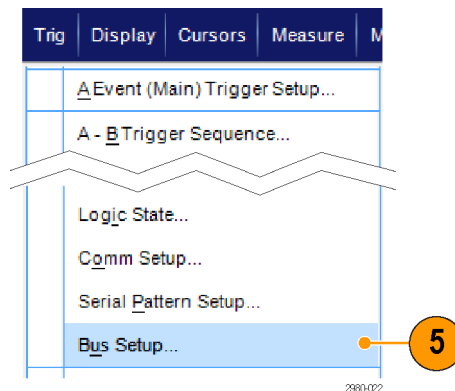 Trig Display Cursors Measure M
A Event (Main) Trigger Setup...
A - B Trigger Sequence...
Logic State...
Comm Setup...
Serial Pattern Setup...
Bus Setup...
5
2980-022